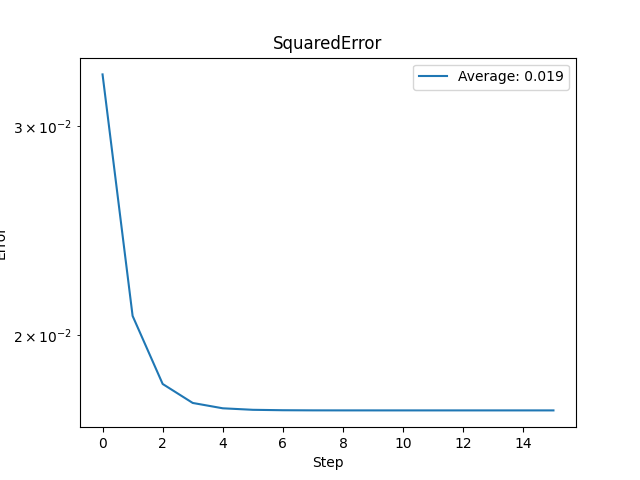 SquaredError
Average: 0.019
3 × 10⁻²
2 × 10⁻²
Error
0 2 4 6 8 10 12 14
Step